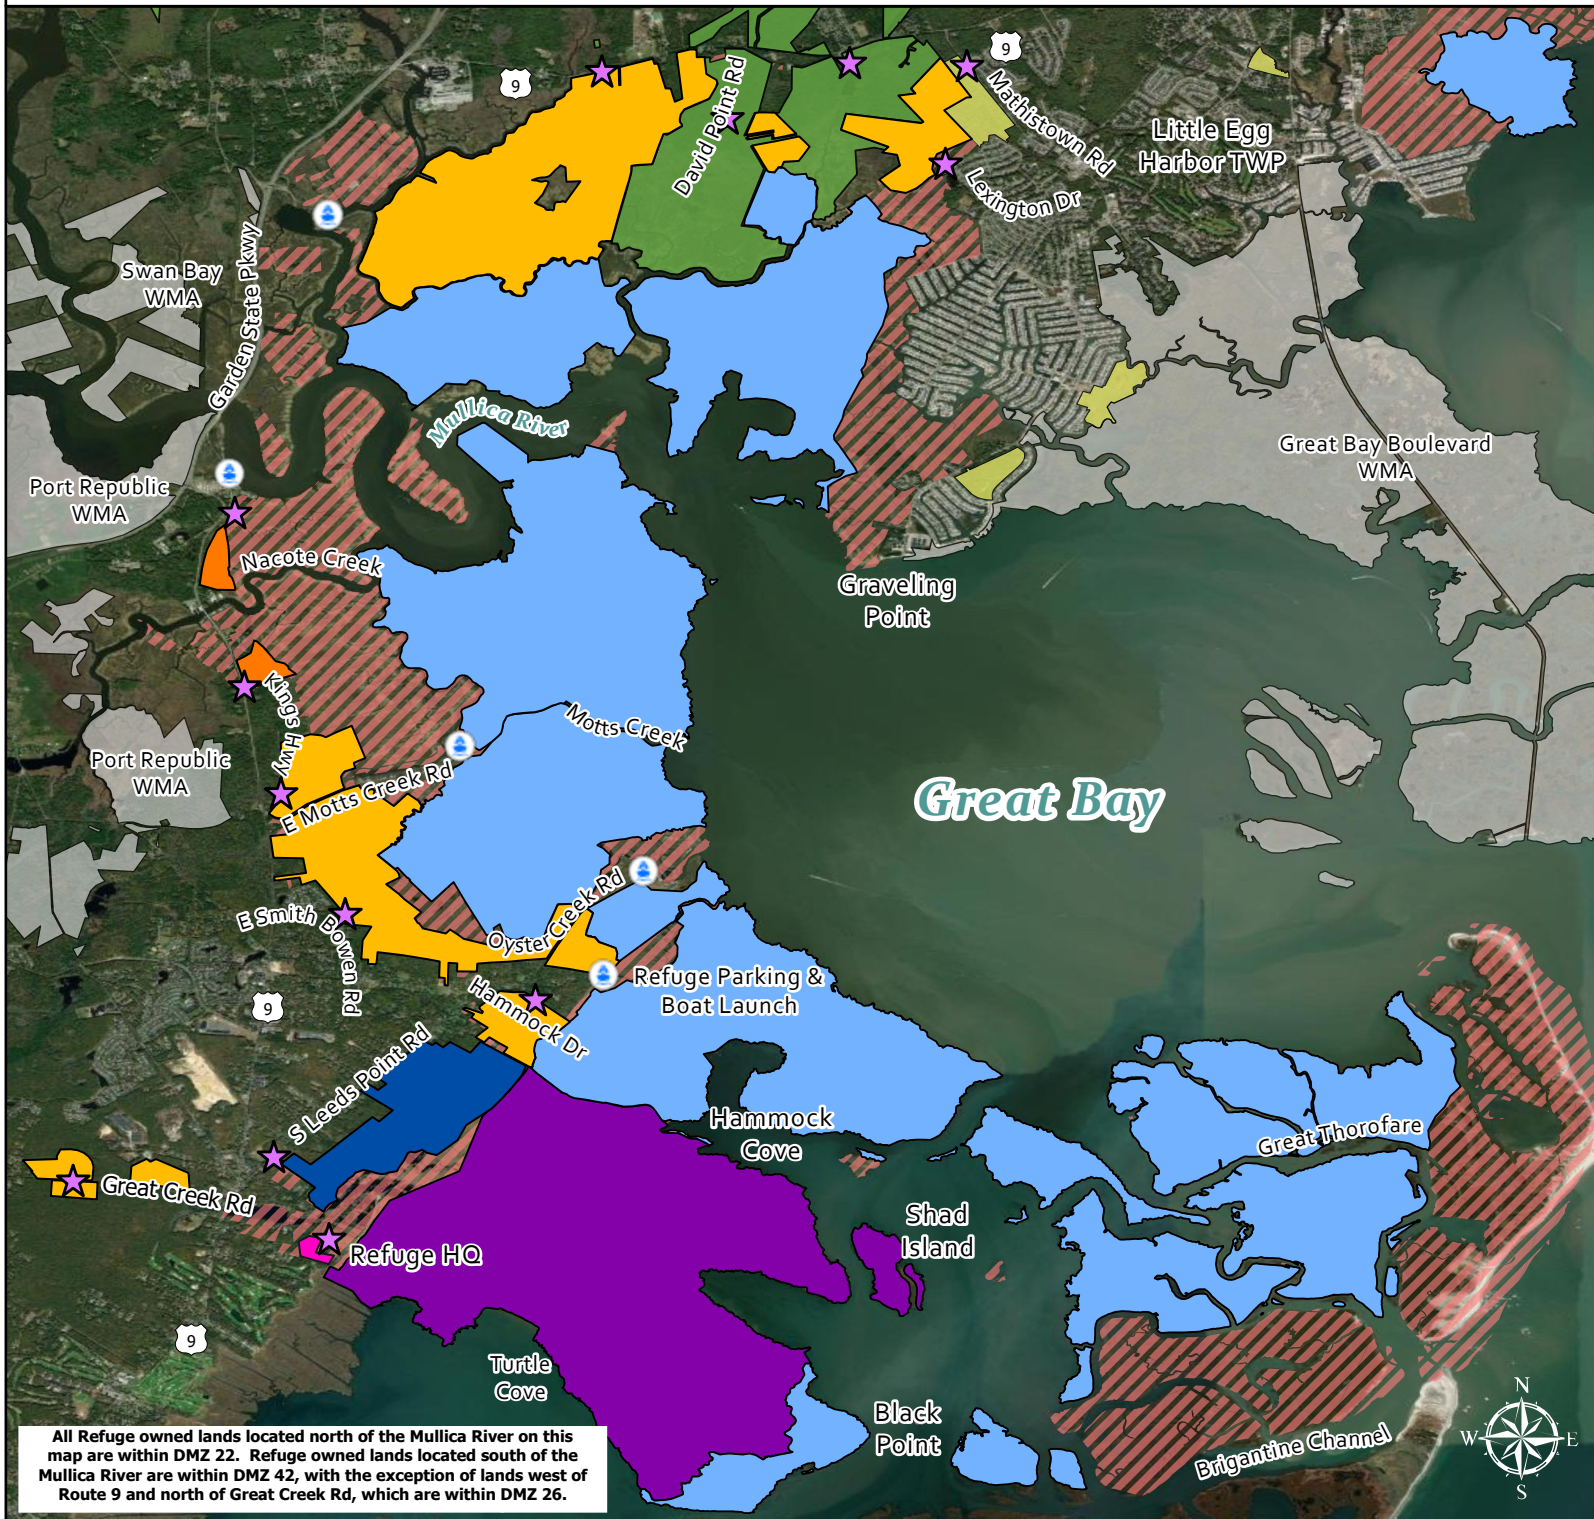 9
9
David Point Rd
Mathistown Rd
Little Egg
Harbor TWP
Lexington Dr
Swan Bay
WMA
Garden State Pkwy
Mullica River
Great Bay Boulevard
WMA
Port Republic
WMA
Nacote Creek
Graveling
Point
Kings Hwy
Motts Creek
Port Republic
WMA
E Motts Creek Rd
Great Bay
E Smith Bowen Rd
Oyster Creek Rd
Refuge Parking &
Boat Launch
9
Hammock Dr
S Leeds Point Rd
Hammock
Cove
Great Thorofare
Great Creek Rd
Shad
Island
Refuge HQ
9
Turtle
Cove
Black
Point
Brigantine Channel
N
W
E
S
All Refuge owned lands located north of the Mullica River on this
map are within DMZ 22. Refuge owned lands located south of the
Mullica River are within DMZ 42, with the exception of lands west of
Route 9 and north of Great Creek Rd, which are within DMZ 26.